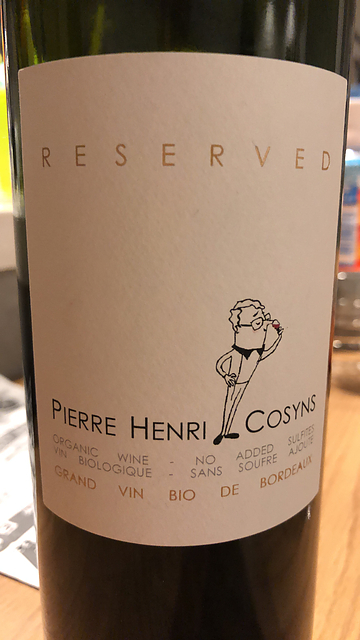 RESERVED
PIERRE HENRI COSYNS
ORGANIC WINE - NO ADDED SULFITES
VIN BIOLOGIQUE - SANS SOUFRE AJOUTÉ
GRAND VIN BIO DE BORDEAUX